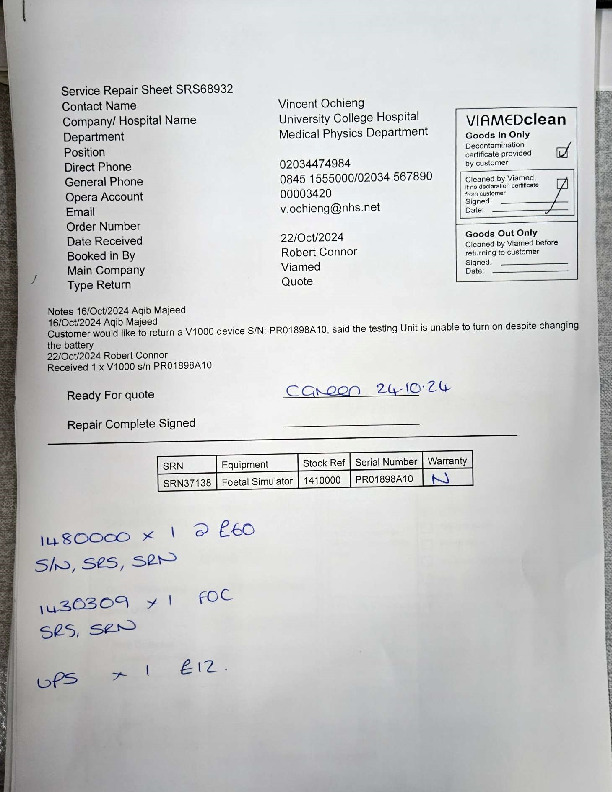 Service Repair Sheet SRS68932
Contact Name Vincent Ochieng
Company/ Hospital Name University College Hospital
Department Medical Physics Department
Position
Direct Phone 02034474984
General Phone 0845 1555000/02034 567890
Opera Account 00003420
Email v.ochieng@nhs.net
Order Number
Date Received 22/Oct/2024
Booked in By Robert Connor
Main Company Viamed
Type Return Quote
VIAMEDclean
Goods In Only
Decontamination
certificate provided
by customer
Cleaned by Viamed
if no declaration certificate
from customer
Signed:
Date:
Goods Out Only
Cleaned by Viamed before
returning to customer
Signed:
Date:
Notes 16/Oct/2024 Aqib Majeed
16/Oct/2024 Aqib Majeed
Customer would like to return a V1000 device S/N: PR01898A10, said the testing Unit is unable to turn on despite changing
the battery
22/Oct/2024 Robert Connor
Received 1 x V1000 s/n PR01898A10
Ready For quote CGreen 24.10.24
Repair Complete Signed
SRN Equipment Stock Ref Serial Number Warranty
SRN37138 Foetal Simulator 1410000 PR01898A10 N
1480000 x 1 @ £60
S/N, SRS, SRN
1430309 x 1 FOC
SRS, SRN
UPS x 1 £12.